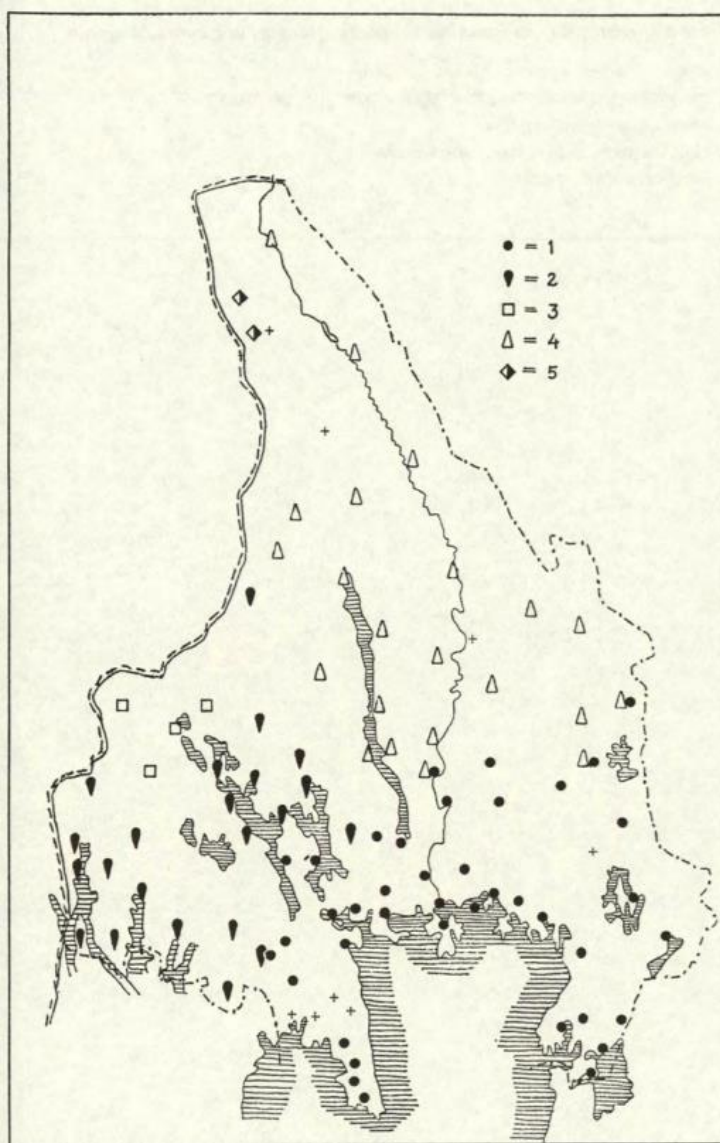 ● = 1
= 2
□ = 3
△ = 4
= 5